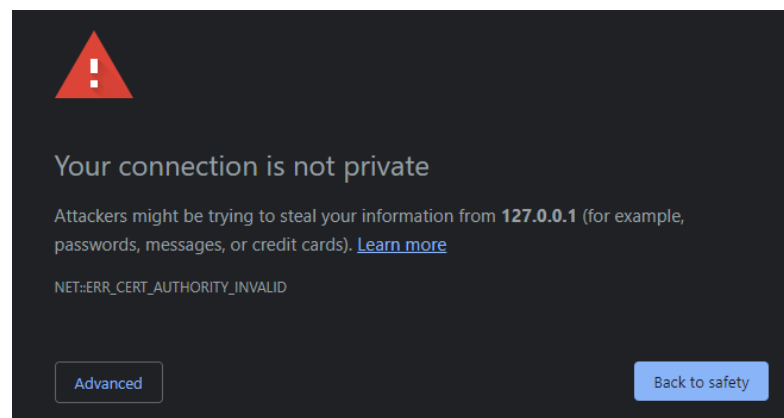 Your connection is not private
Attackers might be trying to steal your information from 127.0.0.1 (for example,
passwords, messages, or credit cards). Learn more
NET::ERR_CERT_AUTHORITY_INVALID
Advanced
Back to safety